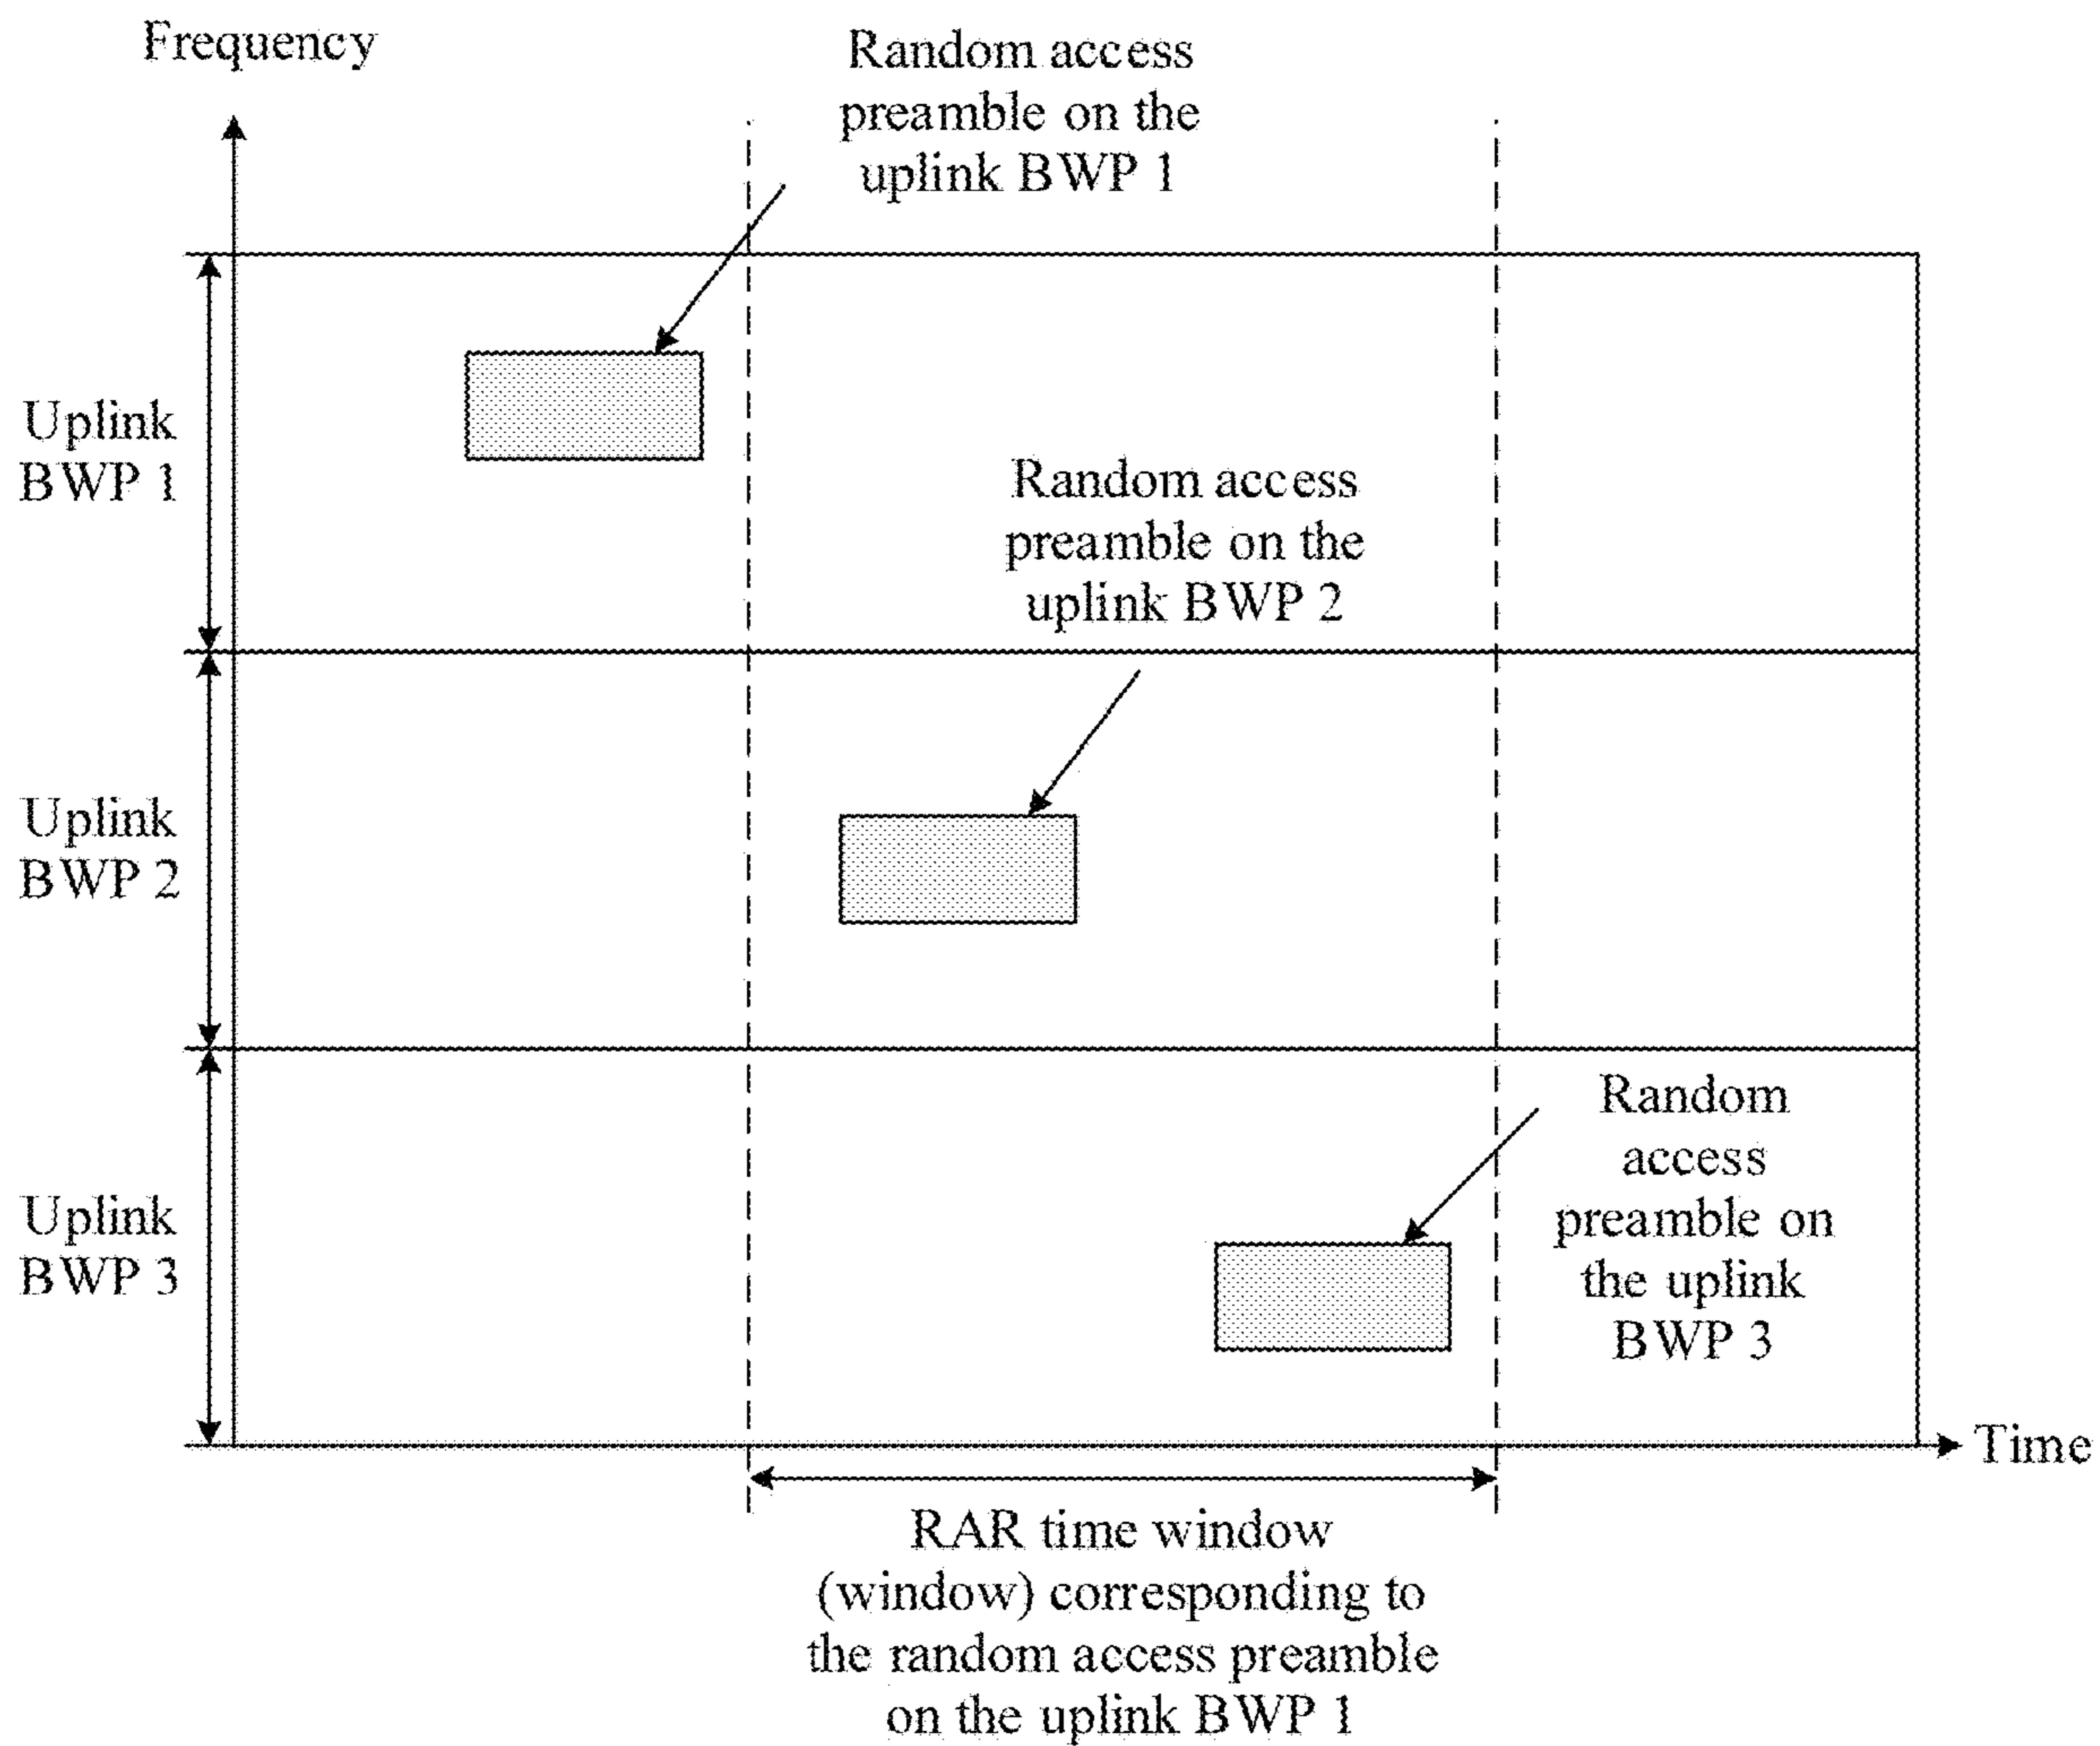 Frequency
Random access
preamble on the
uplink BWP 1
Uplink
BWP 1
Random access
preamble on the
uplink BWP 2
Uplink
BWP 2
Random
access
preamble on
the uplink
BWP 3
Uplink
BWP 3
Time
RAR time window
(window) corresponding to
the random access preamble
on the uplink BWP 1